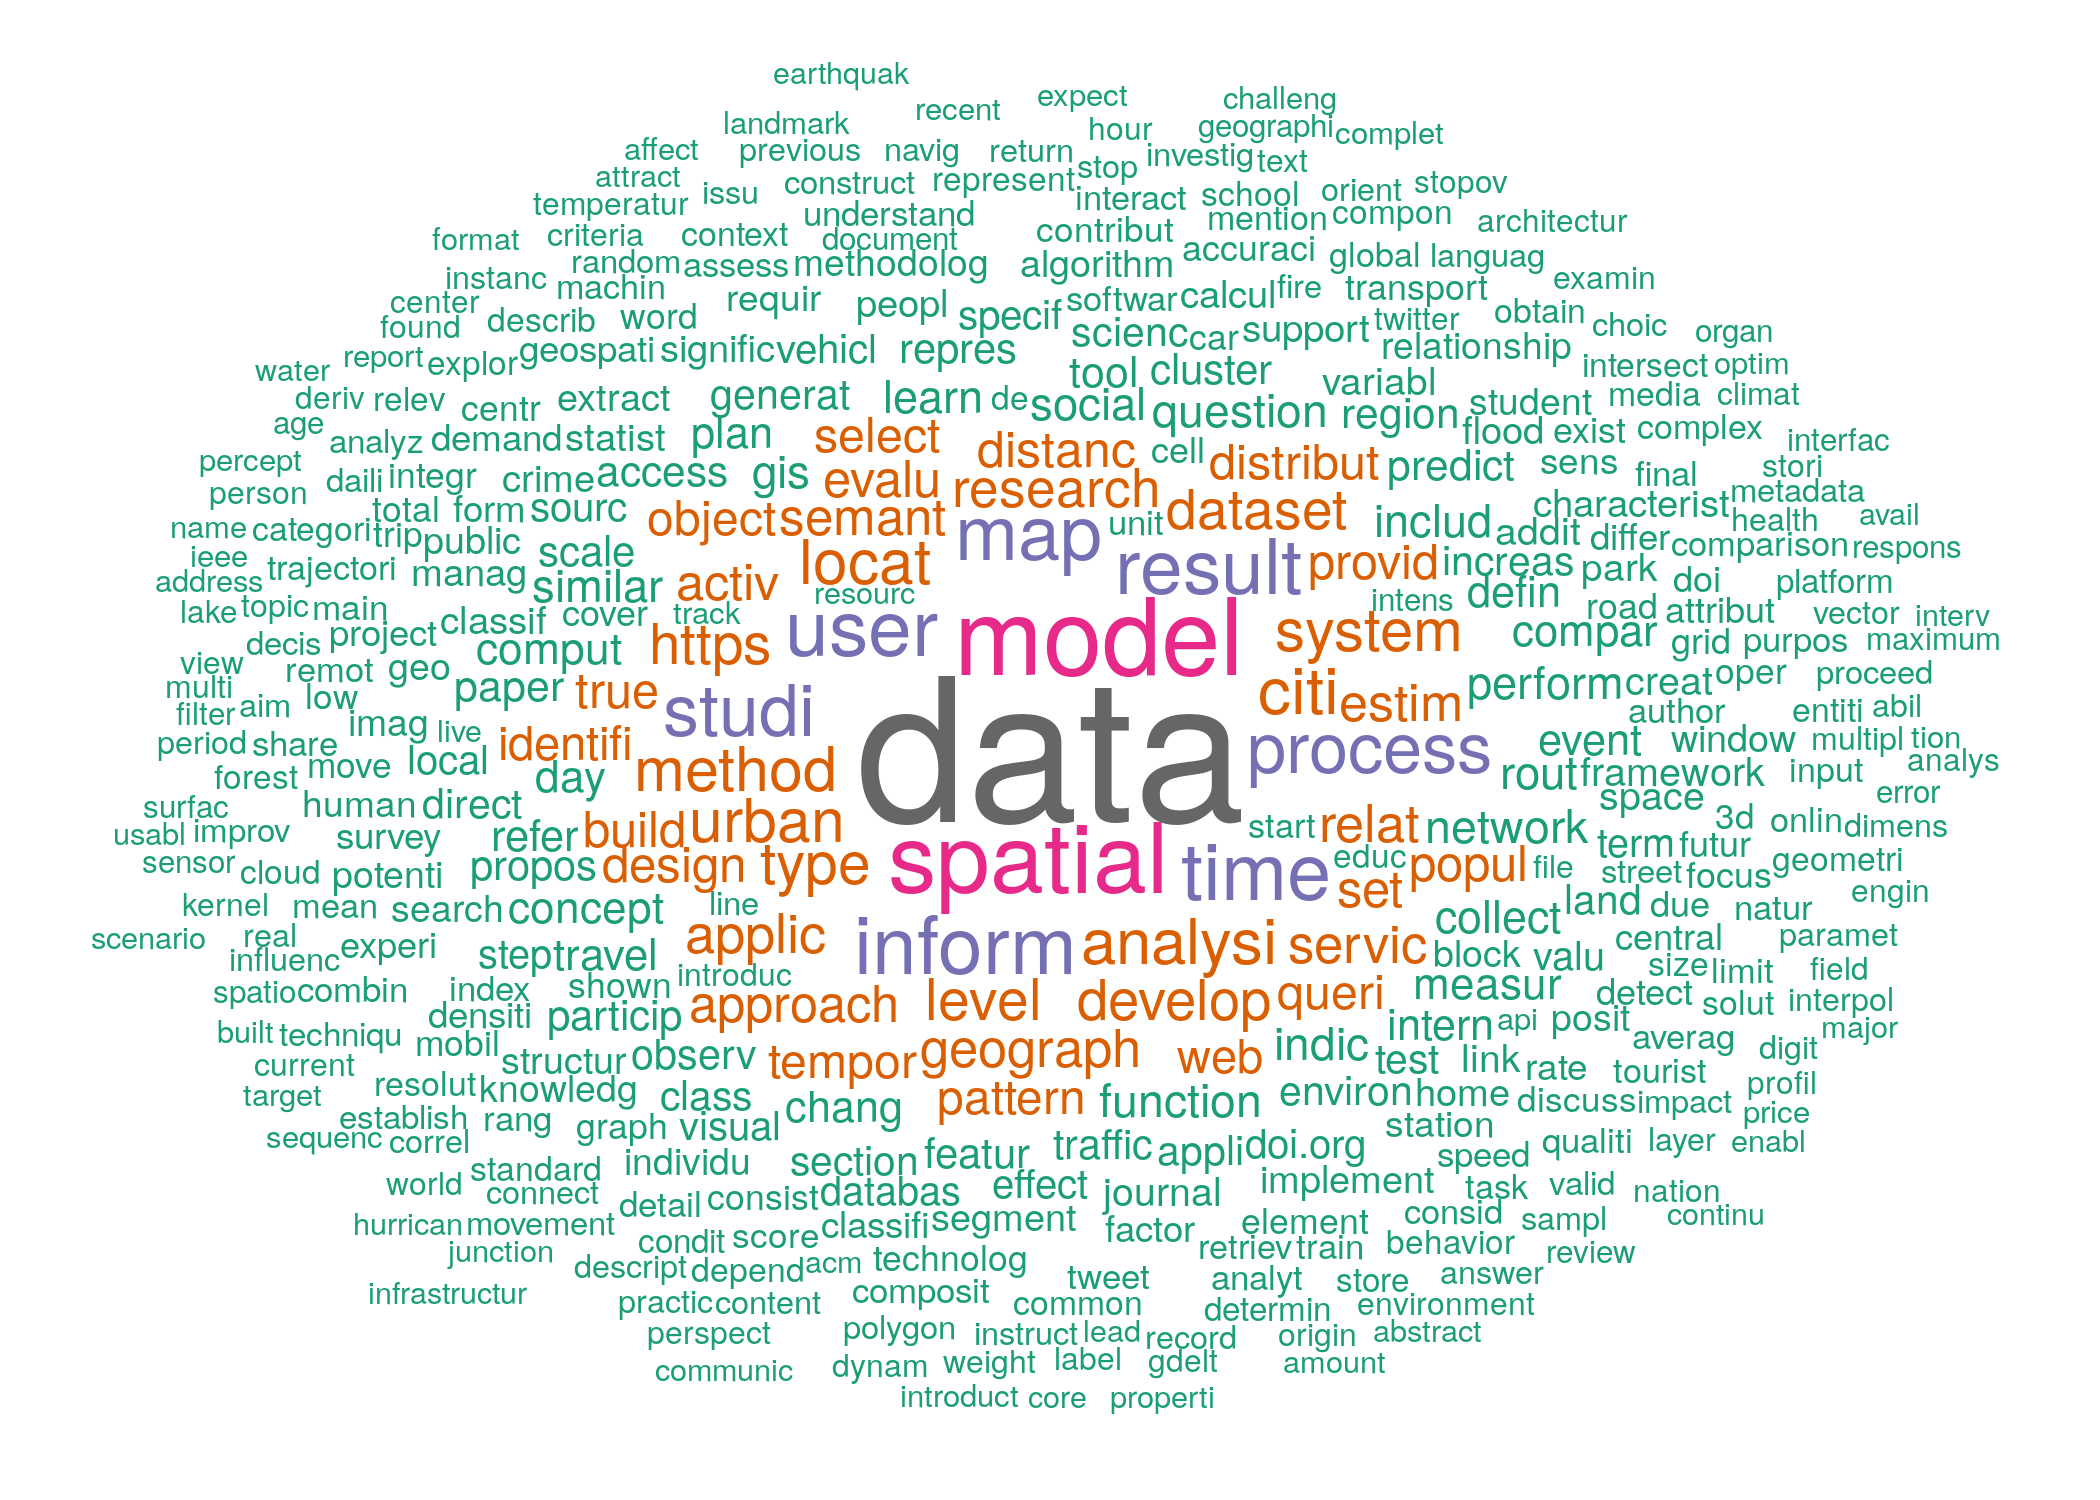 earthquak
recent expect challeng
landmark hour geographi complet
affect previous navig return stop investig text
attract issu construct represent interact school orient stopov
temperatur understand mention compon architectur
format criteria context document contribut accuraci global languag
random assess methodolog algorithm
instanc machin requir peopl specif softwar calcul fire transport examin
center found describ word scienc car support twitter obtain choic organ
water report explor geospati signific vehicl repres relationship intersect optim
deriv relev centr extract generat learn de social tool cluster variabl question region student media climat
age analyz demand statist plan select distanc cell distribut flood exist complex interfac
percept daili integr crime access gis evalu research predict sens final stori
person total form sourc object semant map unit dataset includ addit characterist metadata
name categori trip public scale locat result provid increas differ comparison health avail respons
ieee address trajectori manag similar activ resourc intens defin park doi platform
lake topic main classif cover track user model system compar road attribut vector interv
decis project comput https grid purpos maximum
view remot geo paper true studi data citi estim perform creat oper proceed
multi filter aim low imag live identifi process event author window entiti abil
period share move local method rout framework multipl tion analys
forest human direct day urban space input error
surfac usabl improv survey refer build start relat network term futur 3d onlin dimens
sensor cloud potenti propos design type spatial time educ set popul file street focus geometri
kernel mean search concept line collect land due natur engin
scenario real influenc experi step travel applic inform analysi servic block valu central paramet
spatio combin index shown introduc approach level develop queri measur detect size limit field
built techniqu densiti particip intern api posit solut interpol
current mobil structur observ tempor geograph web indic test link rate averag major digit
target resolut knowledg class chang pattern function environ home tourist profil
establish rang graph visual discuss impact price
sequenc correl individu section featur traffic appli doi.org station qualiti layer enabl
world standard connect detail consist databas effect journal implement speed task valid nation
hurrican movement condit score classifi segment factor element consid sampl continu
junction descript depend acm technolog retriev train behavior review
infrastructur practic content composit tweet analyt store answer
common determin environment
perspect polygon instruct lead record origin abstract
communic dynam weight label gdelt amount
introduct core properti